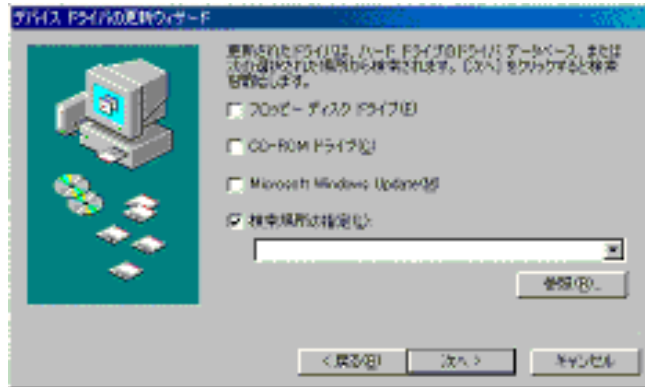 デバイス ドライバの更新ウィザード
更新されたドライバは、ハード ドライブのドライバ データベース、または
次の選択された場所から検索されます。[次へ] をクリックすると検索
を開始します。
フロッピー ディスク ドライブ(F)
CD-ROM ドライブ(C)
Microsoft Windows Update(M)
検索場所の指定(L):
参照(R)...
< 戻る(B)
次へ >
キャンセル